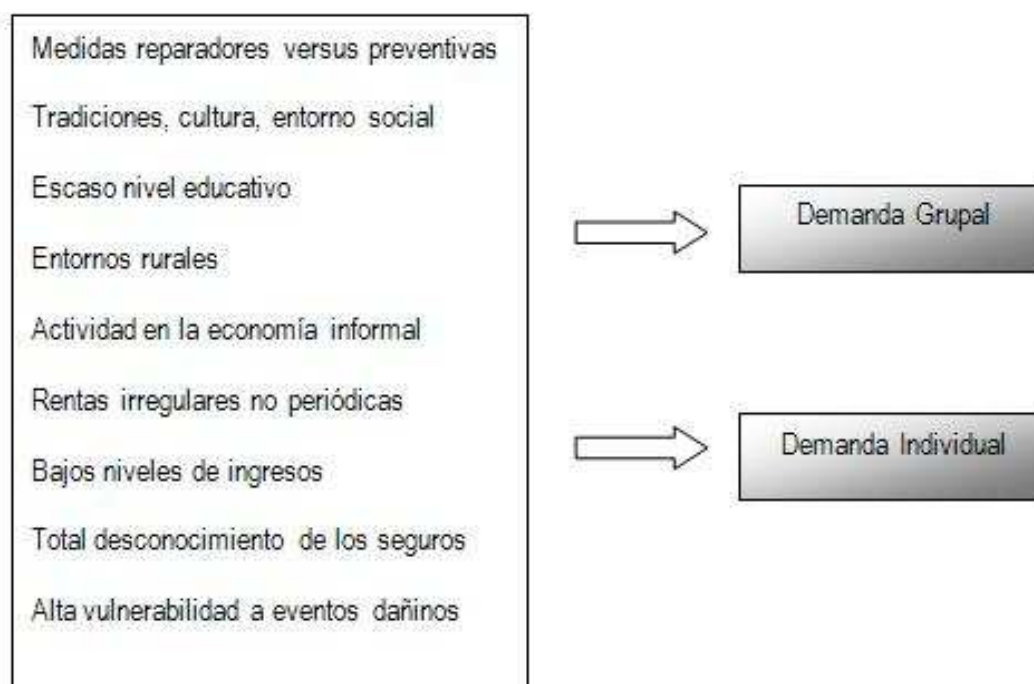 Medidas reparadores versus preventivas
Tradiciones, cultura, entorno social
Escaso nivel educativo
Entornos rurales
Actividad en la economía informal
Rentas irregulares no periódicas
Bajos niveles de ingresos
Total desconocimiento de los seguros
Alta vulnerabilidad a eventos dañinos
Demanda Grupal
Demanda Individual